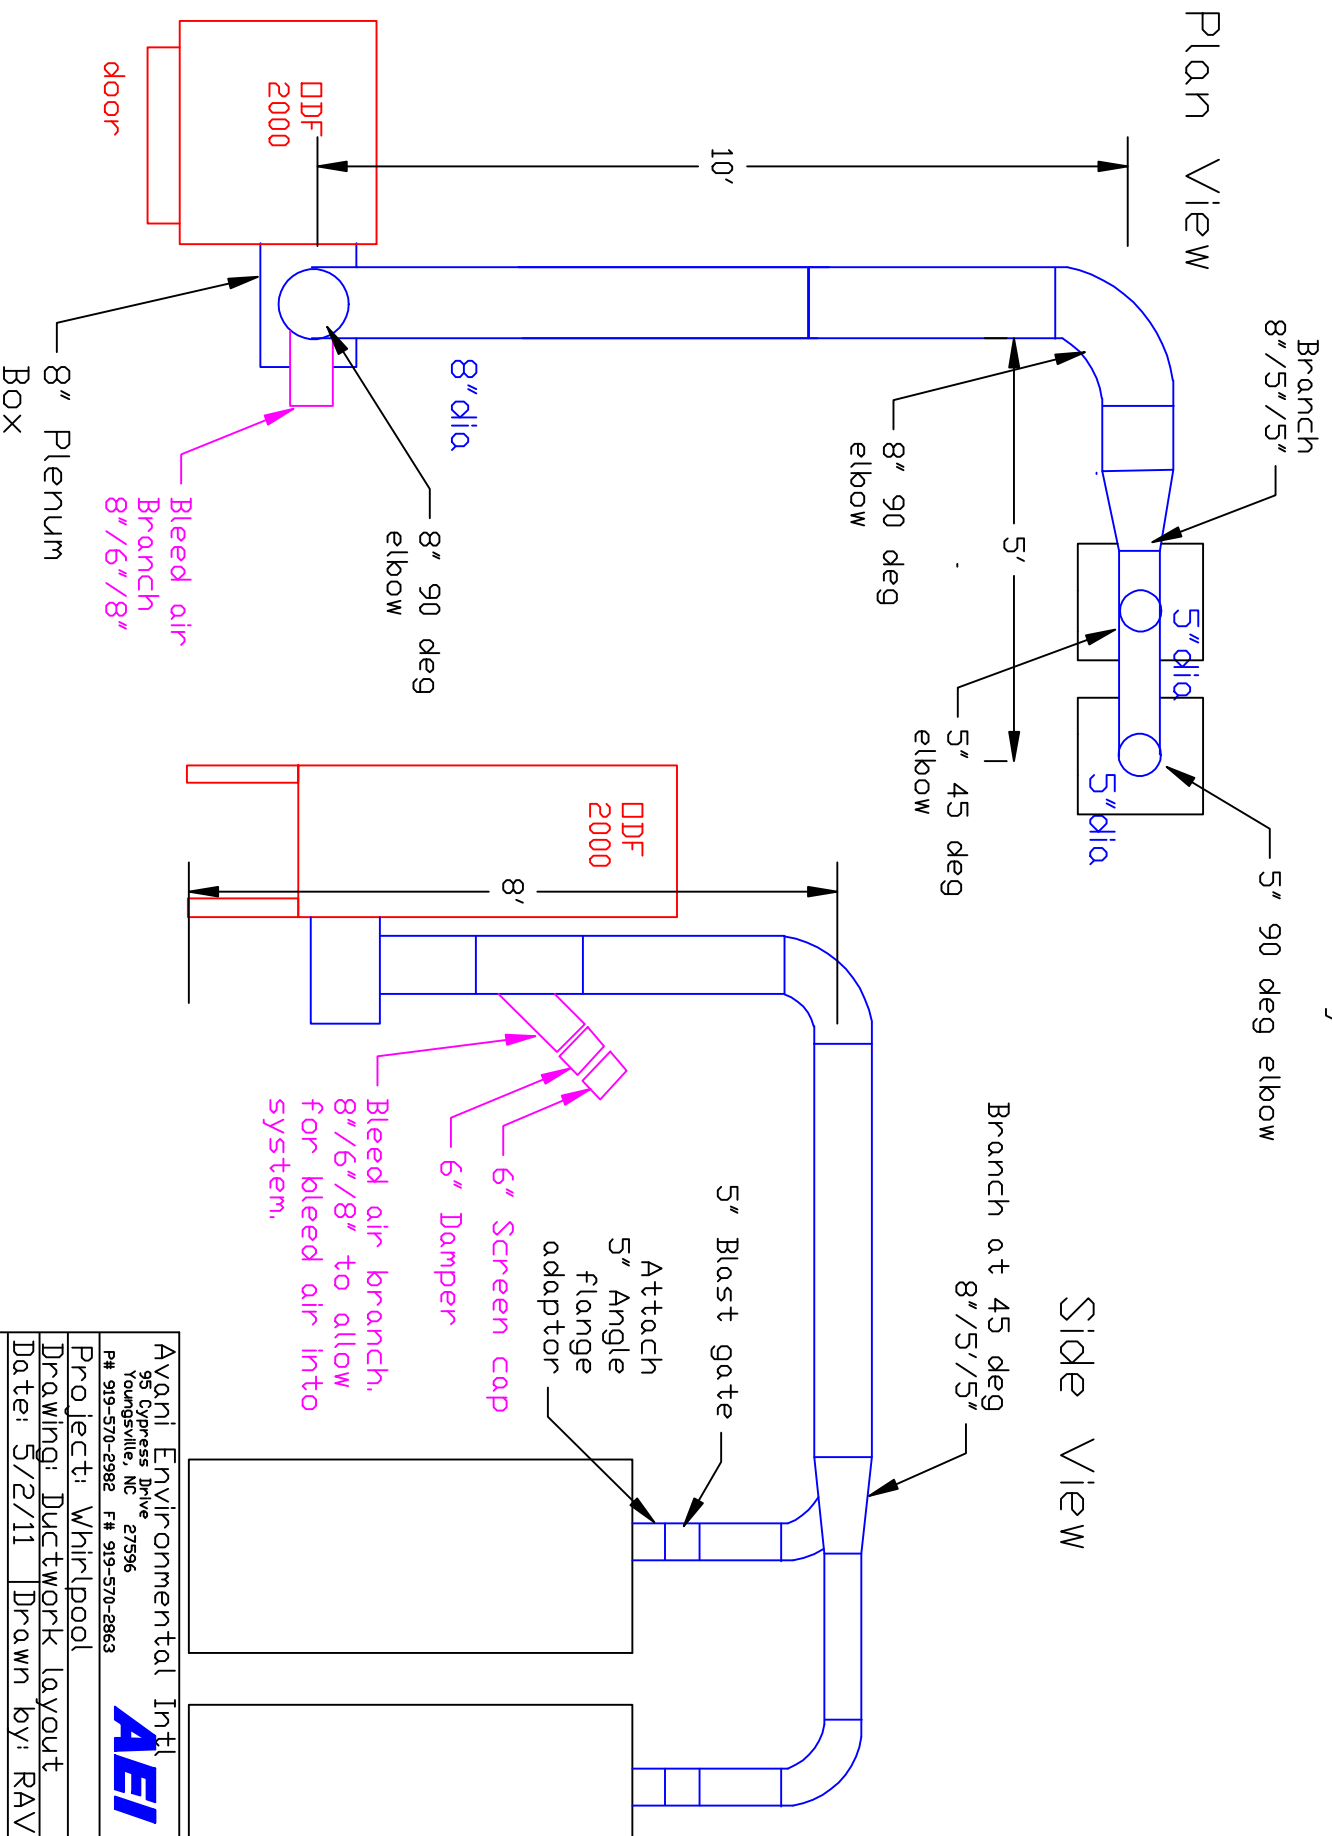 Plan View
Branch
8"/5"/5"
5" 90 deg elbow
10'
ODF
2000
door
8" 90 deg
elbow
5'
5"dia
5"dia
5" 45 deg
elbow
8"dia
8" 90 deg
elbow
Bleed air
Branch
8"/6"/8"
8" Plenum
Box
Side View
Branch at 45 deg
8"/5'/5"
ODF
2000
8'
5" Blast gate
Attach
5" Angle
flange
adaptor
6" Screen cap
6" Damper
Bleed air branch.
8"/6"/8" to allow
for bleed air into
system.
Avani Environmental Intl
95 Cypress Drive
Youngsville, NC 27596
P# 919-570-2982 F# 919-570-2863
AEI
Project: Whirlpool
Drawing: Ductwork layout
Date: 5/2/11 Drawn by: RAV